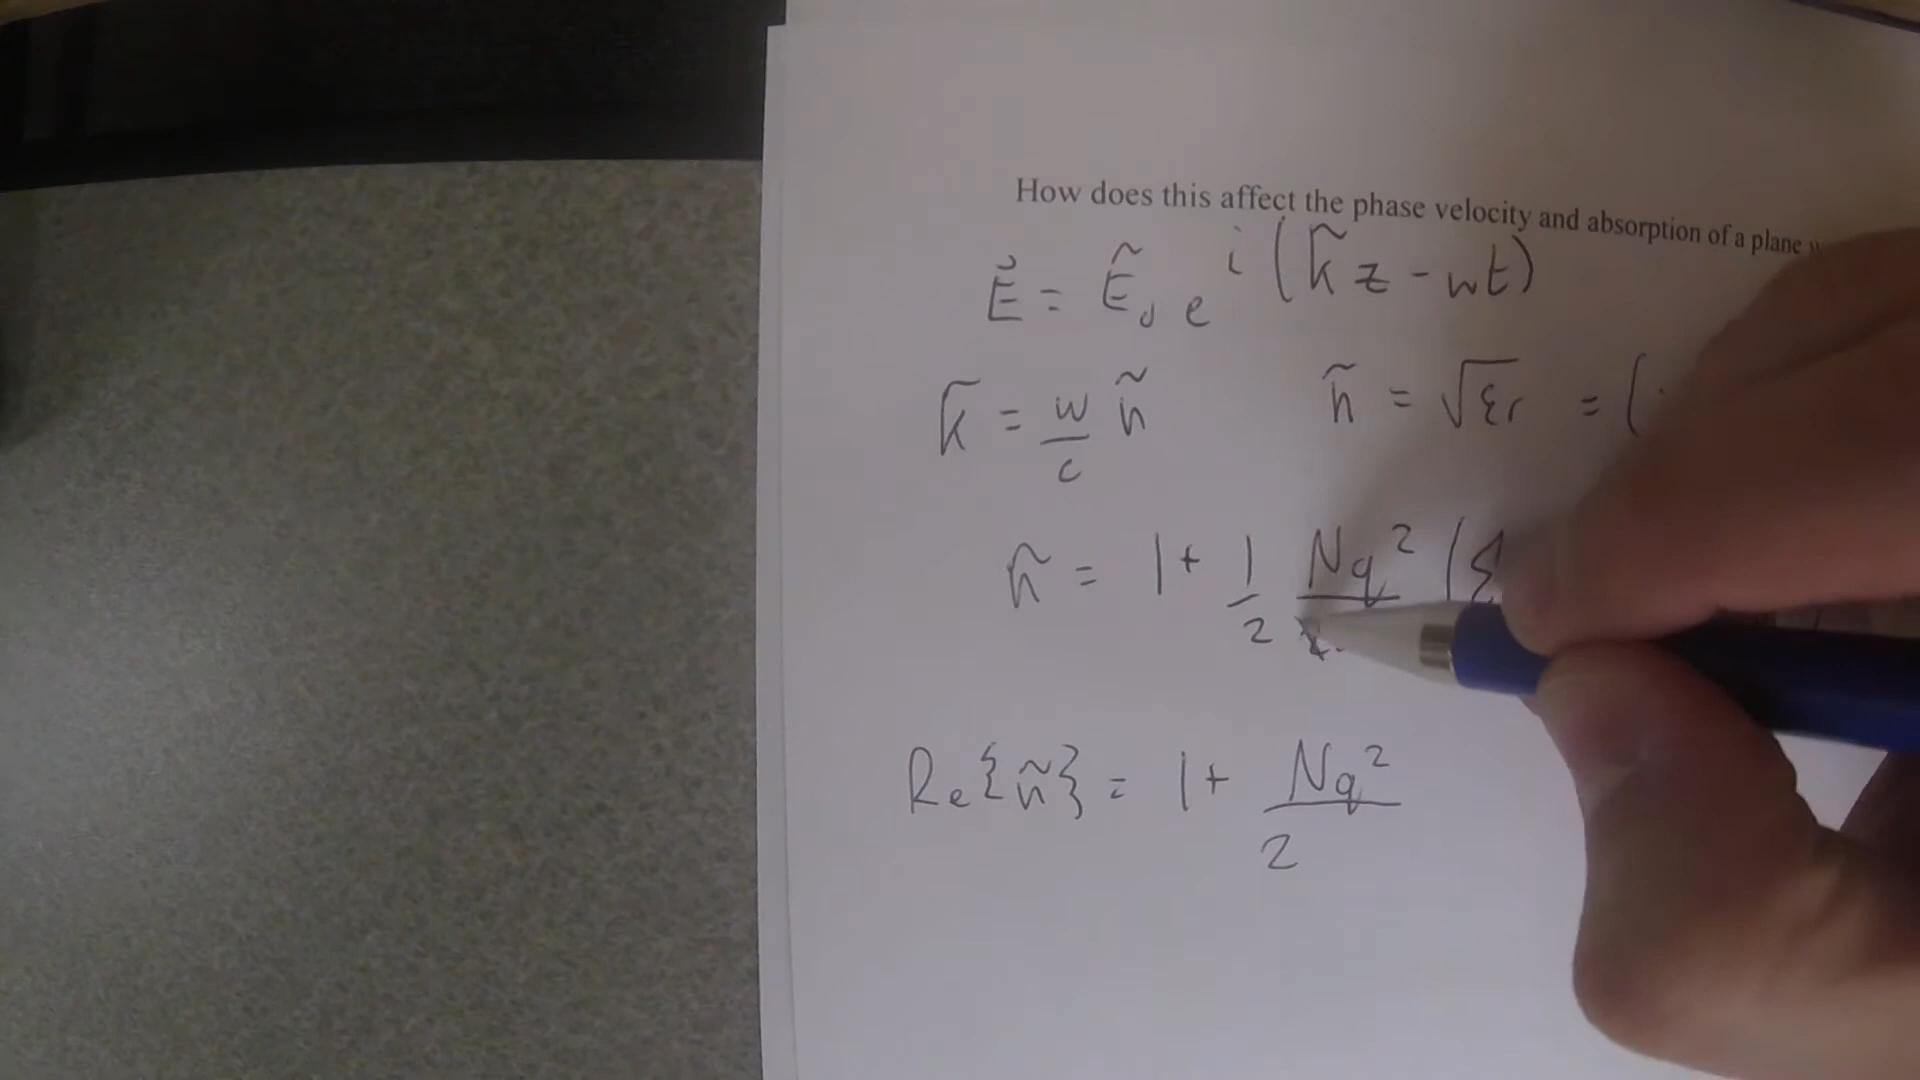 How does this affect the phase velocity and absorption of a plane
E⃗ = Ẽ₀ e^i(k̃z - wt)
k̃ = w/c ñ ñ = √εr = (
ñ = 1 + 1/2 Nq²
Re{ñ} = 1 + Nq²/2